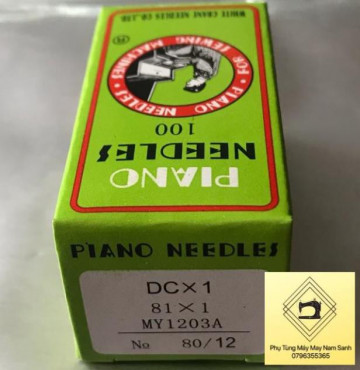 WHITE CRANE NEEDLES CO.,LTD.
R
PIANO NEEDLES
FOR SEWING MACHINES
100
PIANO
NEEDLES
PIANO NEEDLES
DC×1
81×1
MY1203A
No 80/12
Phụ Tùng Máy May Nam Sanh
0796355365